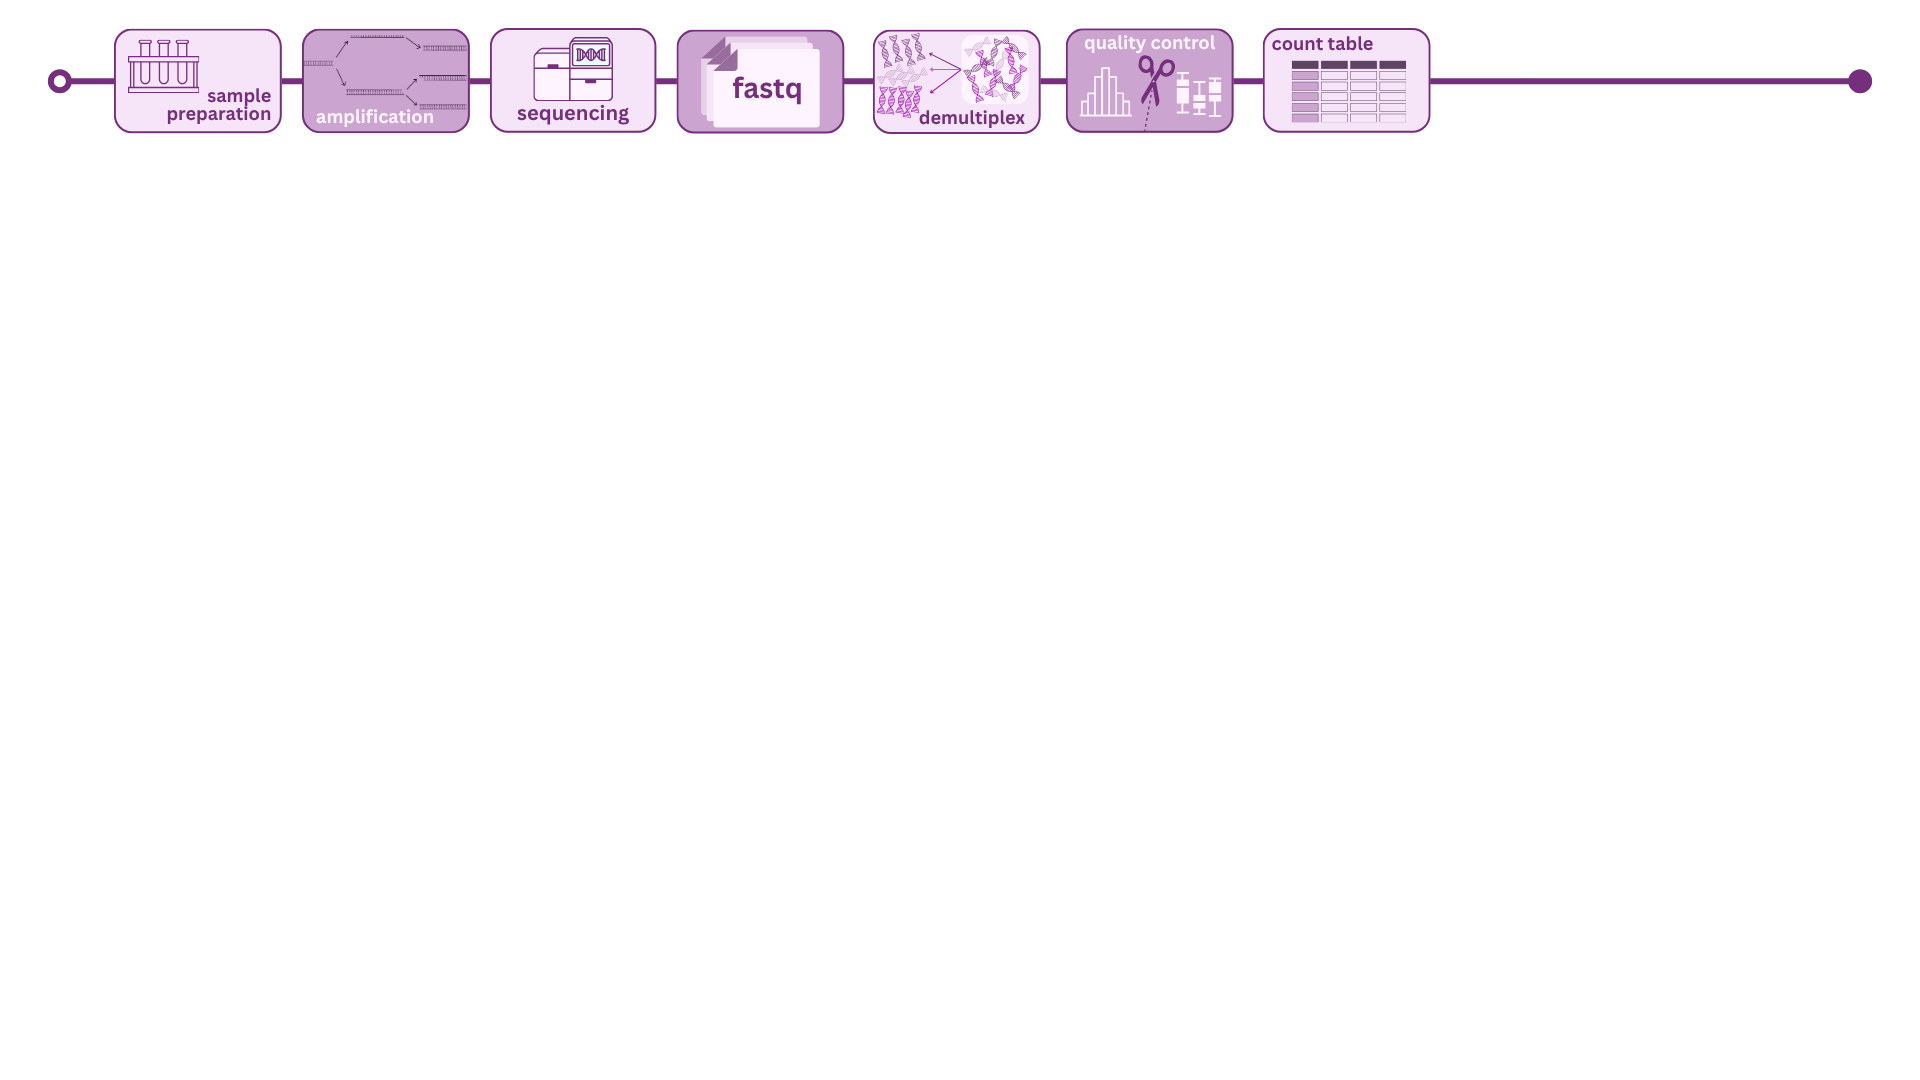 sample
preparation
amplification
sequencing
fastq
demultiplex
quality control
count table